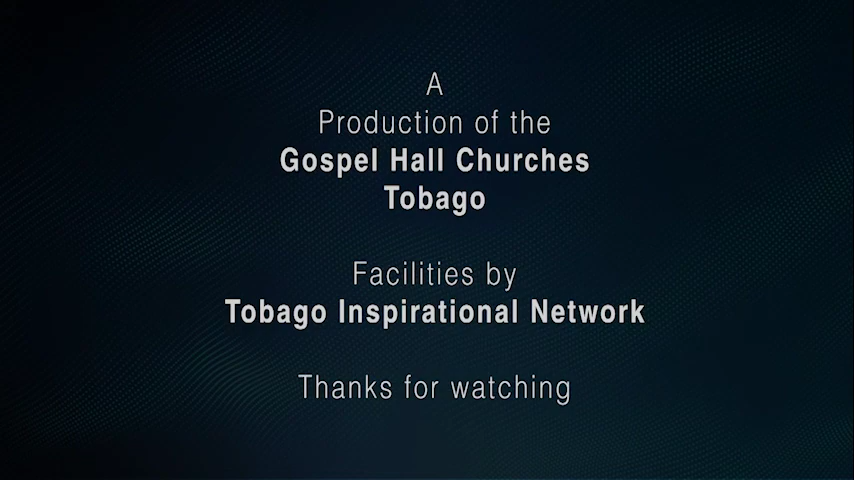 A
Production of the
Gospel Hall Churches
Tobago
Facilities by
Tobago Inspirational Network
Thanks for watching